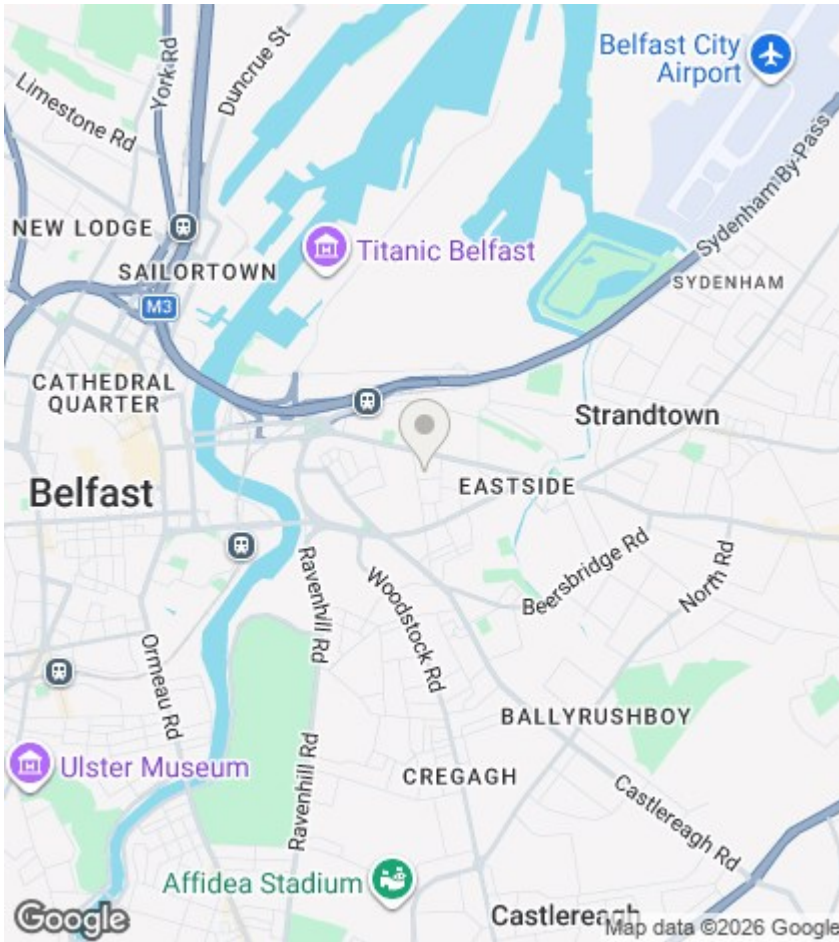 Belfast City
Airport
York Rd
Duncrue St
Limestone Rd
Sydenham By-Pass
NEW LODGE
Titanic Belfast
SAILORTOWN
SYDENHAM
M3
CATHEDRAL
QUARTER
Strandtown
Belfast
EASTSIDE
Beersbridge Rd
North Rd
Ravenhill Rd
Woodstock Rd
Ormeau Rd
BALLYRUSHBOY
Ulster Museum
CREGAGH
Ravenhill Rd
Castlereagh Rd
Affidea Stadium
Castlereagh
Google
Map data ©2026 Google